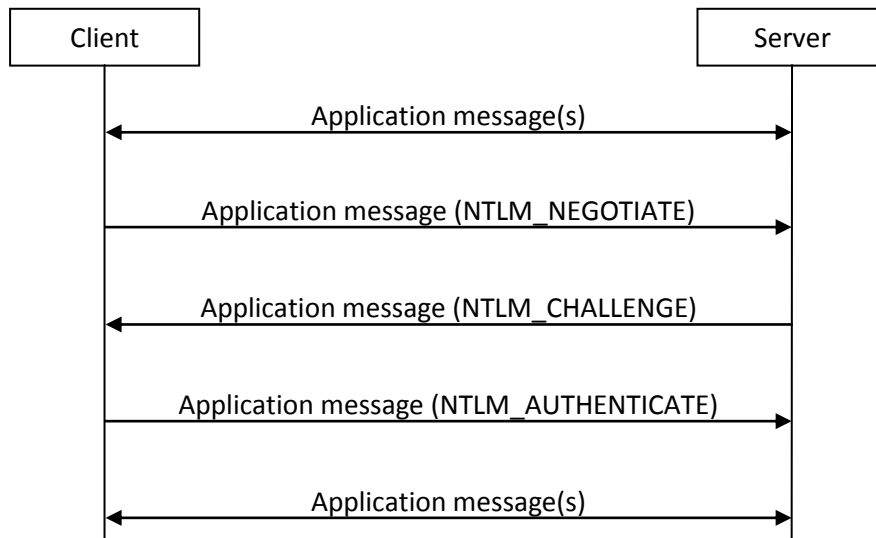 Client
Server
Application message(s)
Application message (NTLM_NEGOTIATE)
Application message (NTLM_CHALLENGE)
Application message (NTLM_AUTHENTICATE)
Application message(s)